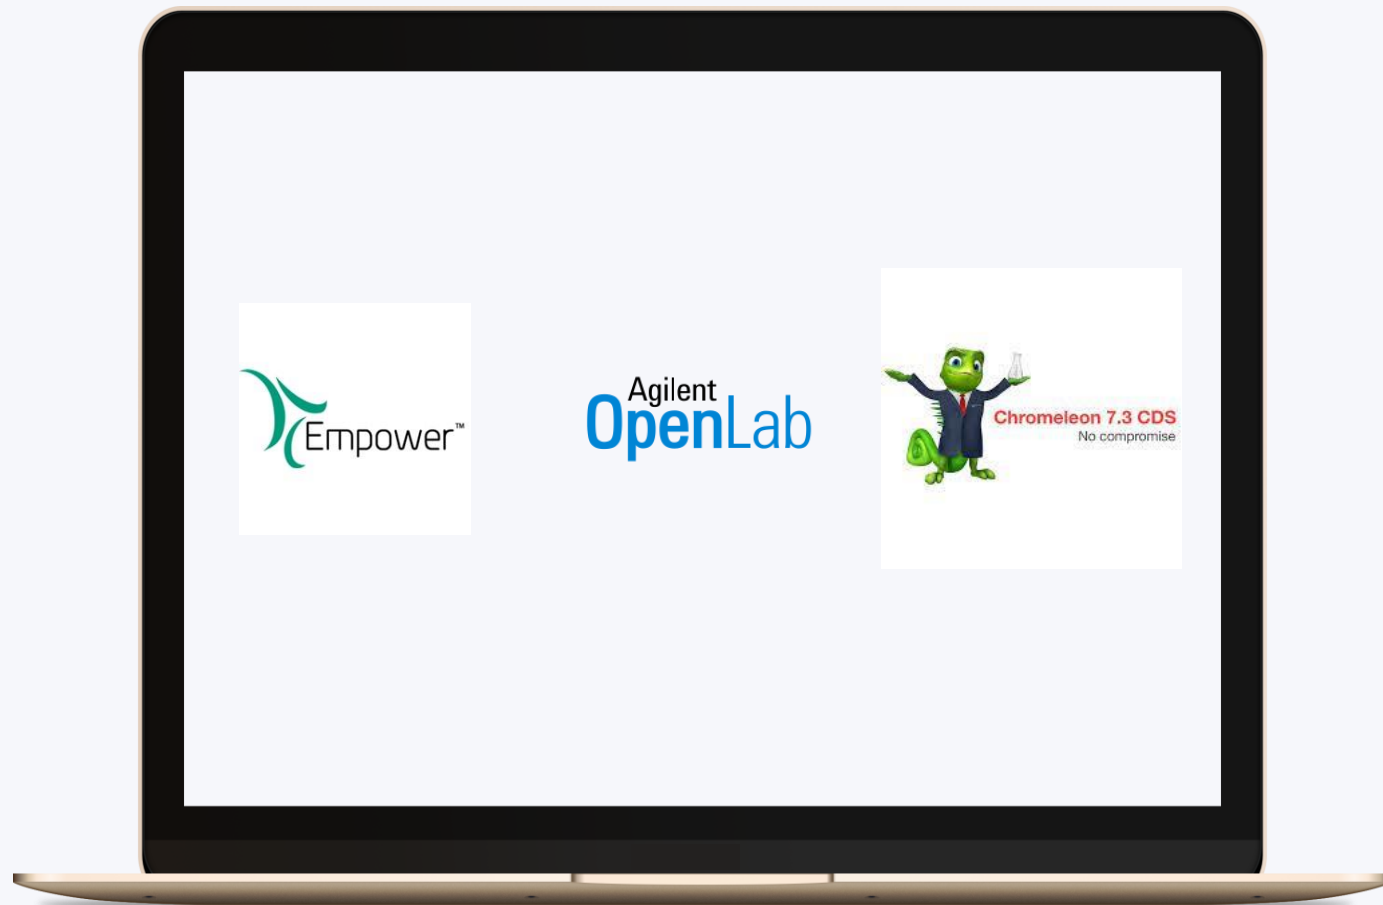 Empower™
Agilent
OpenLab
Chromeleon 7.3 CDS
No compromise